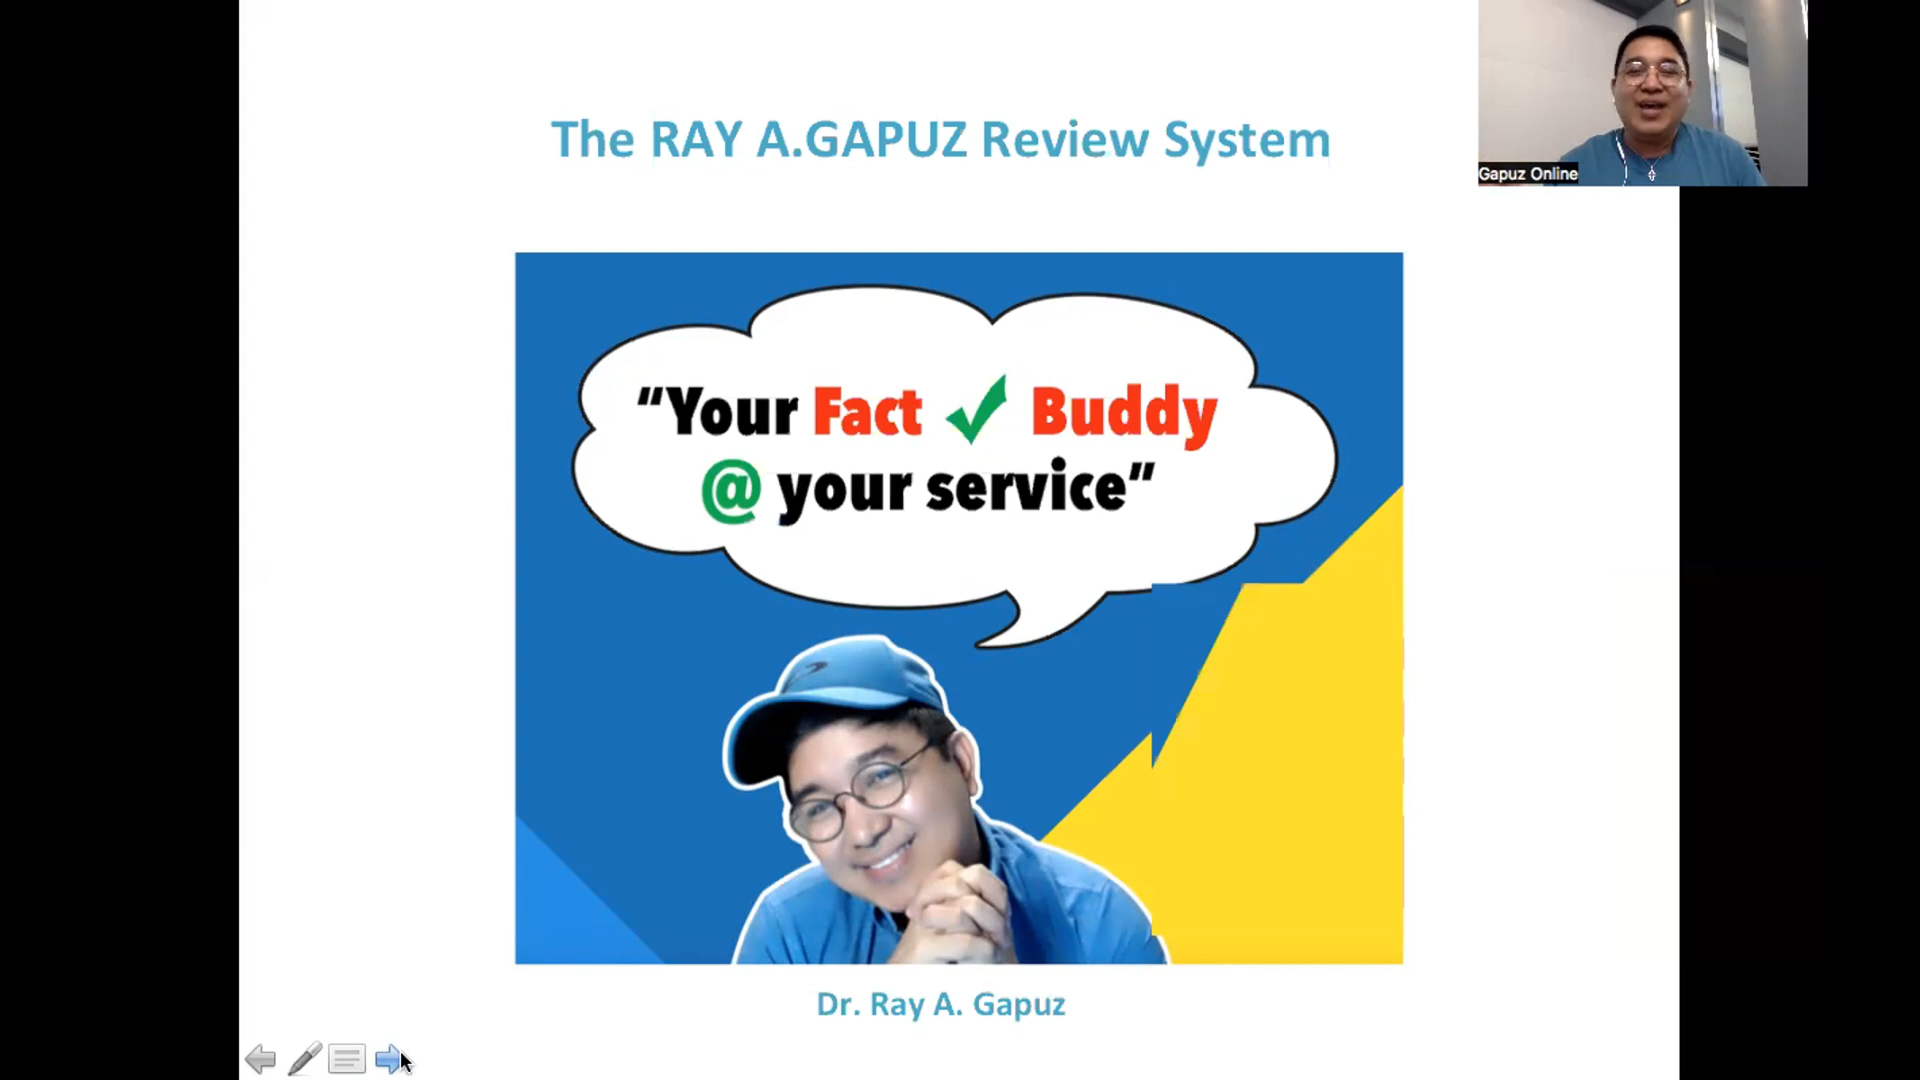 The RAY A.GAPUZ Review System
Gapuz Online
“Your Fact ✓ Buddy
@ your service”
Dr. Ray A. Gapuz